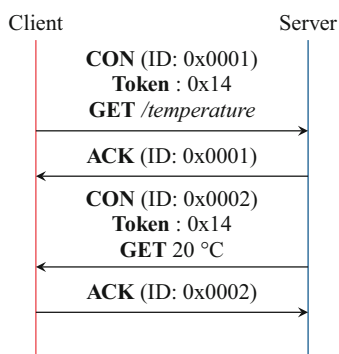 Client Server
CON (ID: 0x0001)
Token : 0x14
GET /temperature
ACK (ID: 0x0001)
CON (ID: 0x0002)
Token : 0x14
GET 20 °C
ACK (ID: 0x0002)